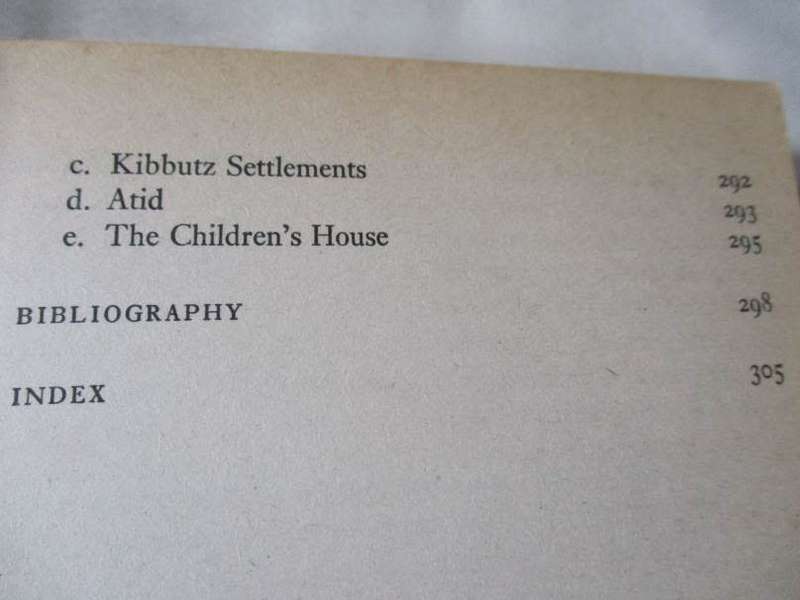 c. Kibbutz Settlements 292
d. Atid 293
e. The Children's House 295
BIBLIOGRAPHY 298
INDEX 305